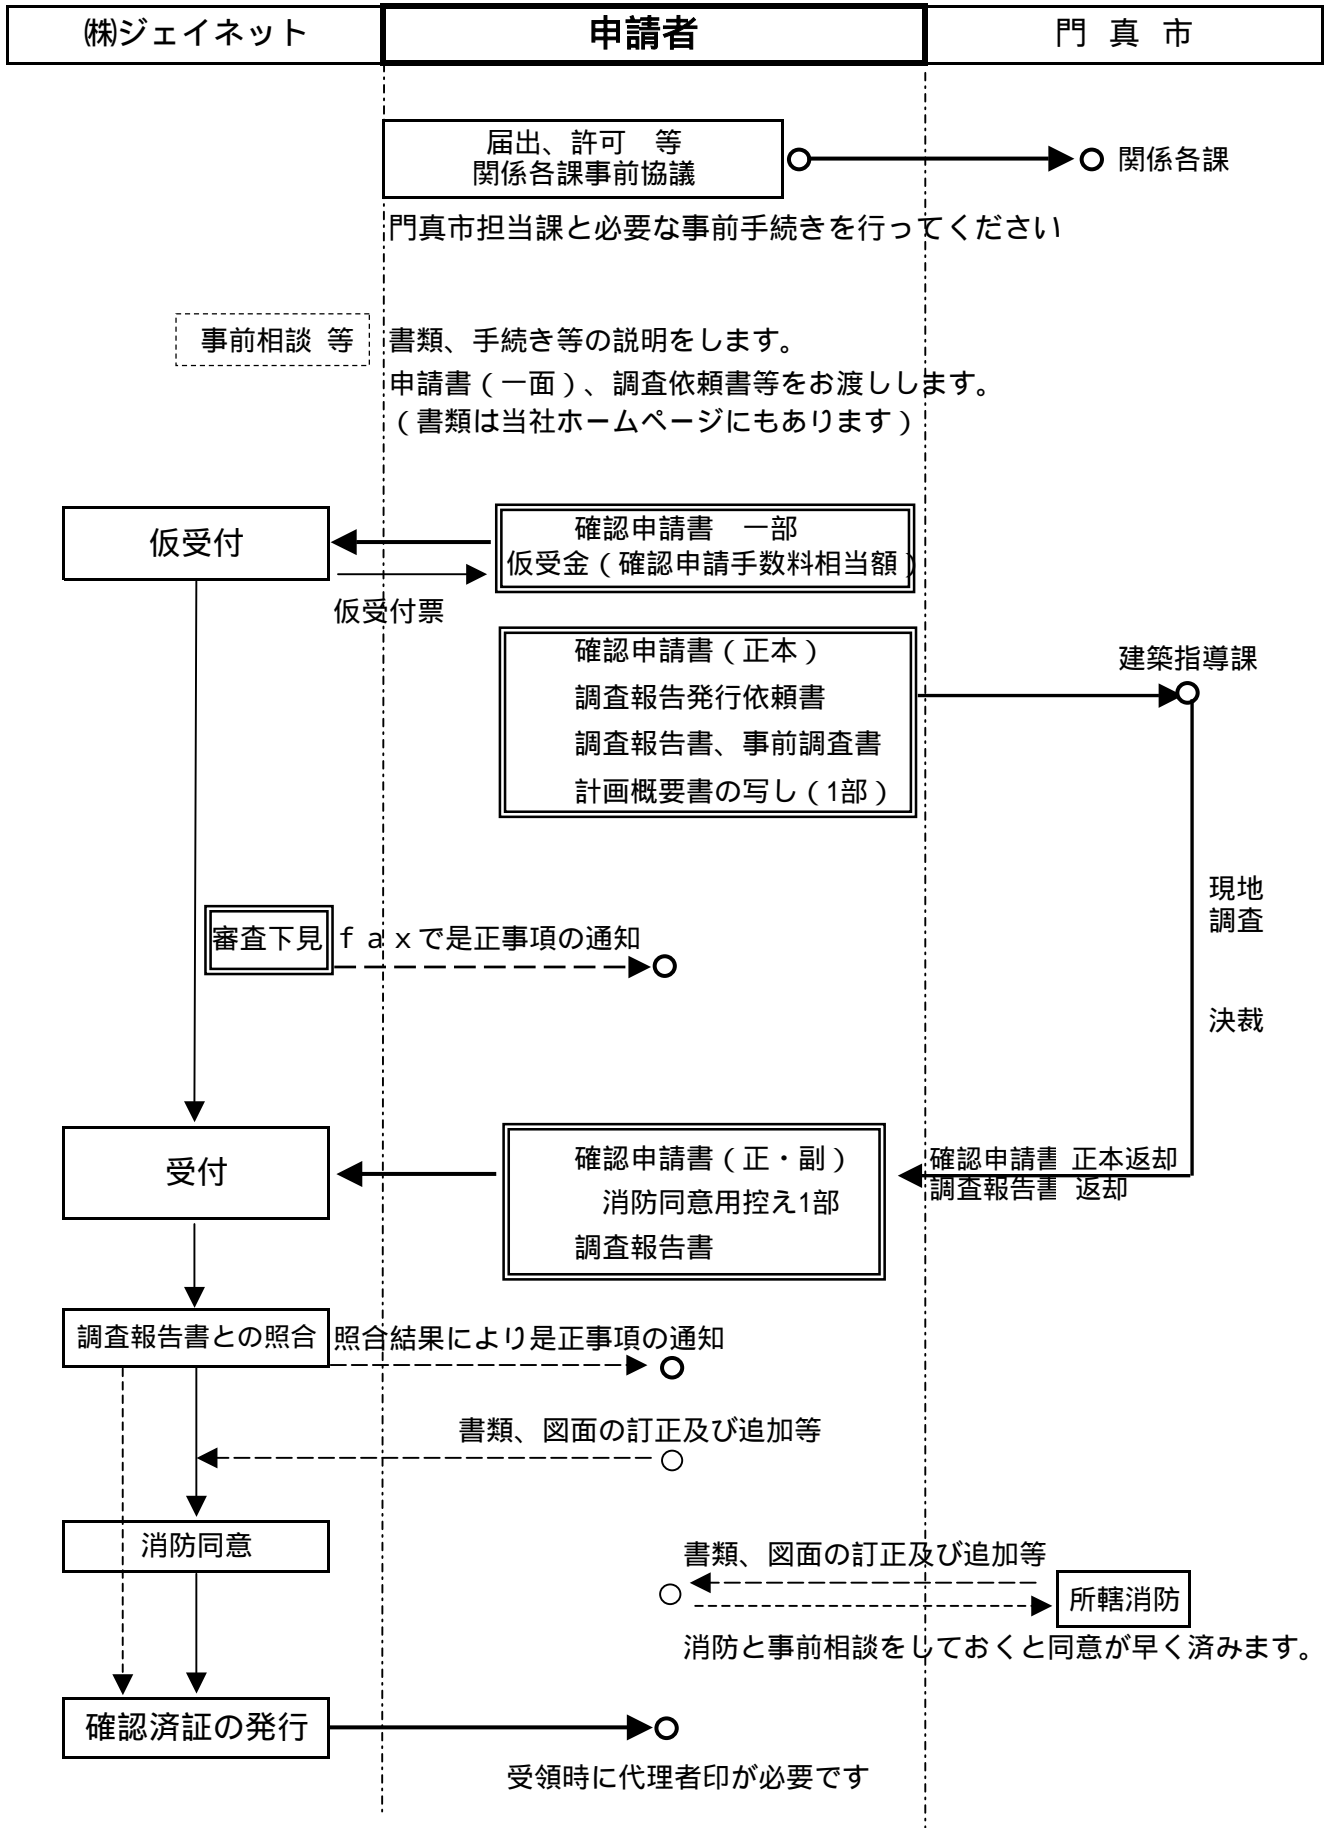 ㈱ジェイネット
申請者
門 真 市
届出、許可　等
関係各課事前協議
関係各課
門真市担当課と必要な事前手続きを行ってください
事前相談 等
書類、手続き等の説明をします。
申請書（一面）、調査依頼書等をお渡しします。
（書類は当社ホームページにもあります）
仮受付
確認申請書　一部
仮受金（確認申請手数料相当額）
仮受付票
確認申請書（正本）
調査報告発行依頼書
調査報告書、事前調査書
計画概要書の写し（1部）
建築指導課
現地
調査
審査下見
ｆａｘで是正事項の通知
決裁
受付
確認申請書（正・副）
消防同意用控え1部
調査報告書
確認申請書 正本返却
調査報告書 返却
調査報告書との照合
照合結果により是正事項の通知
書類、図面の訂正及び追加等
消防同意
書類、図面の訂正及び追加等
所轄消防
消防と事前相談をしておくと同意が早く済みます。
確認済証の発行
受領時に代理者印が必要です